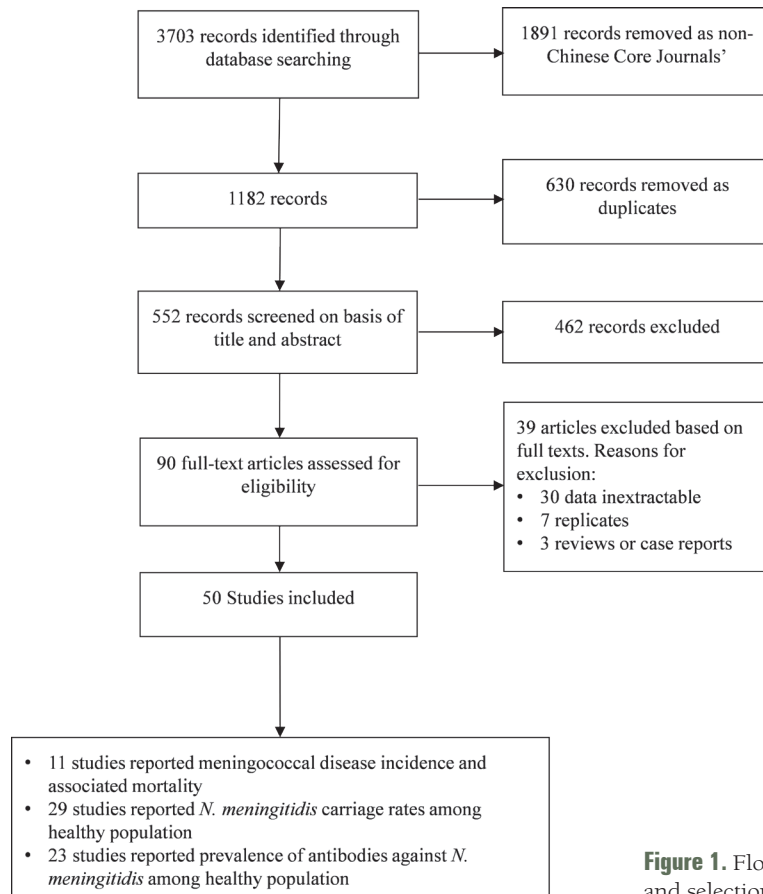 3703 records identified through
database searching
1891 records removed as non-
Chinese Core Journals’
1182 records
630 records removed as
duplicates
552 records screened on basis of
title and abstract
462 records excluded
90 full-text articles assessed for
eligibility
39 articles excluded based on
full texts. Reasons for
exclusion:
• 30 data inextractable
• 7 replicates
• 3 reviews or case reports
50 Studies included
• 11 studies reported meningococcal disease incidence and
associated mortality
• 29 studies reported N. meningitidis carriage rates among
healthy population
• 23 studies reported prevalence of antibodies against N.
meningitidis among healthy population
Figure 1. Flo
and selection